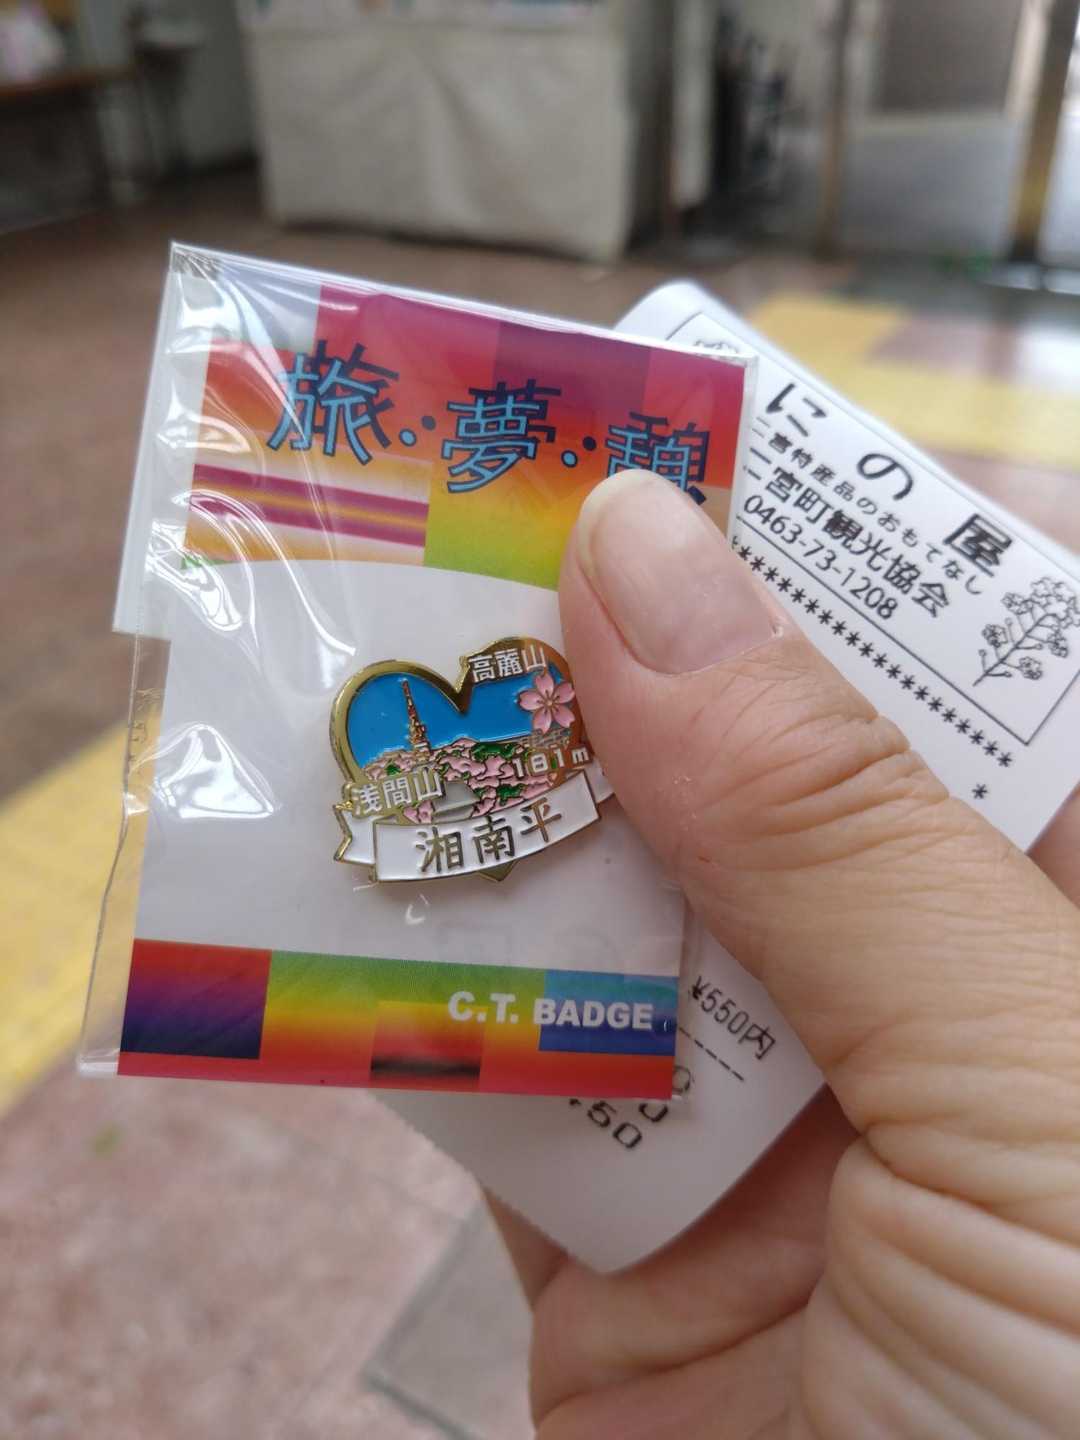 旅・夢・憩
高麗山
181m
浅間山
湘南平
C.T. BADGE
にの屋
二宮特産品のおもてなし
二宮町観光協会
0463-73-1208
*
¥550内